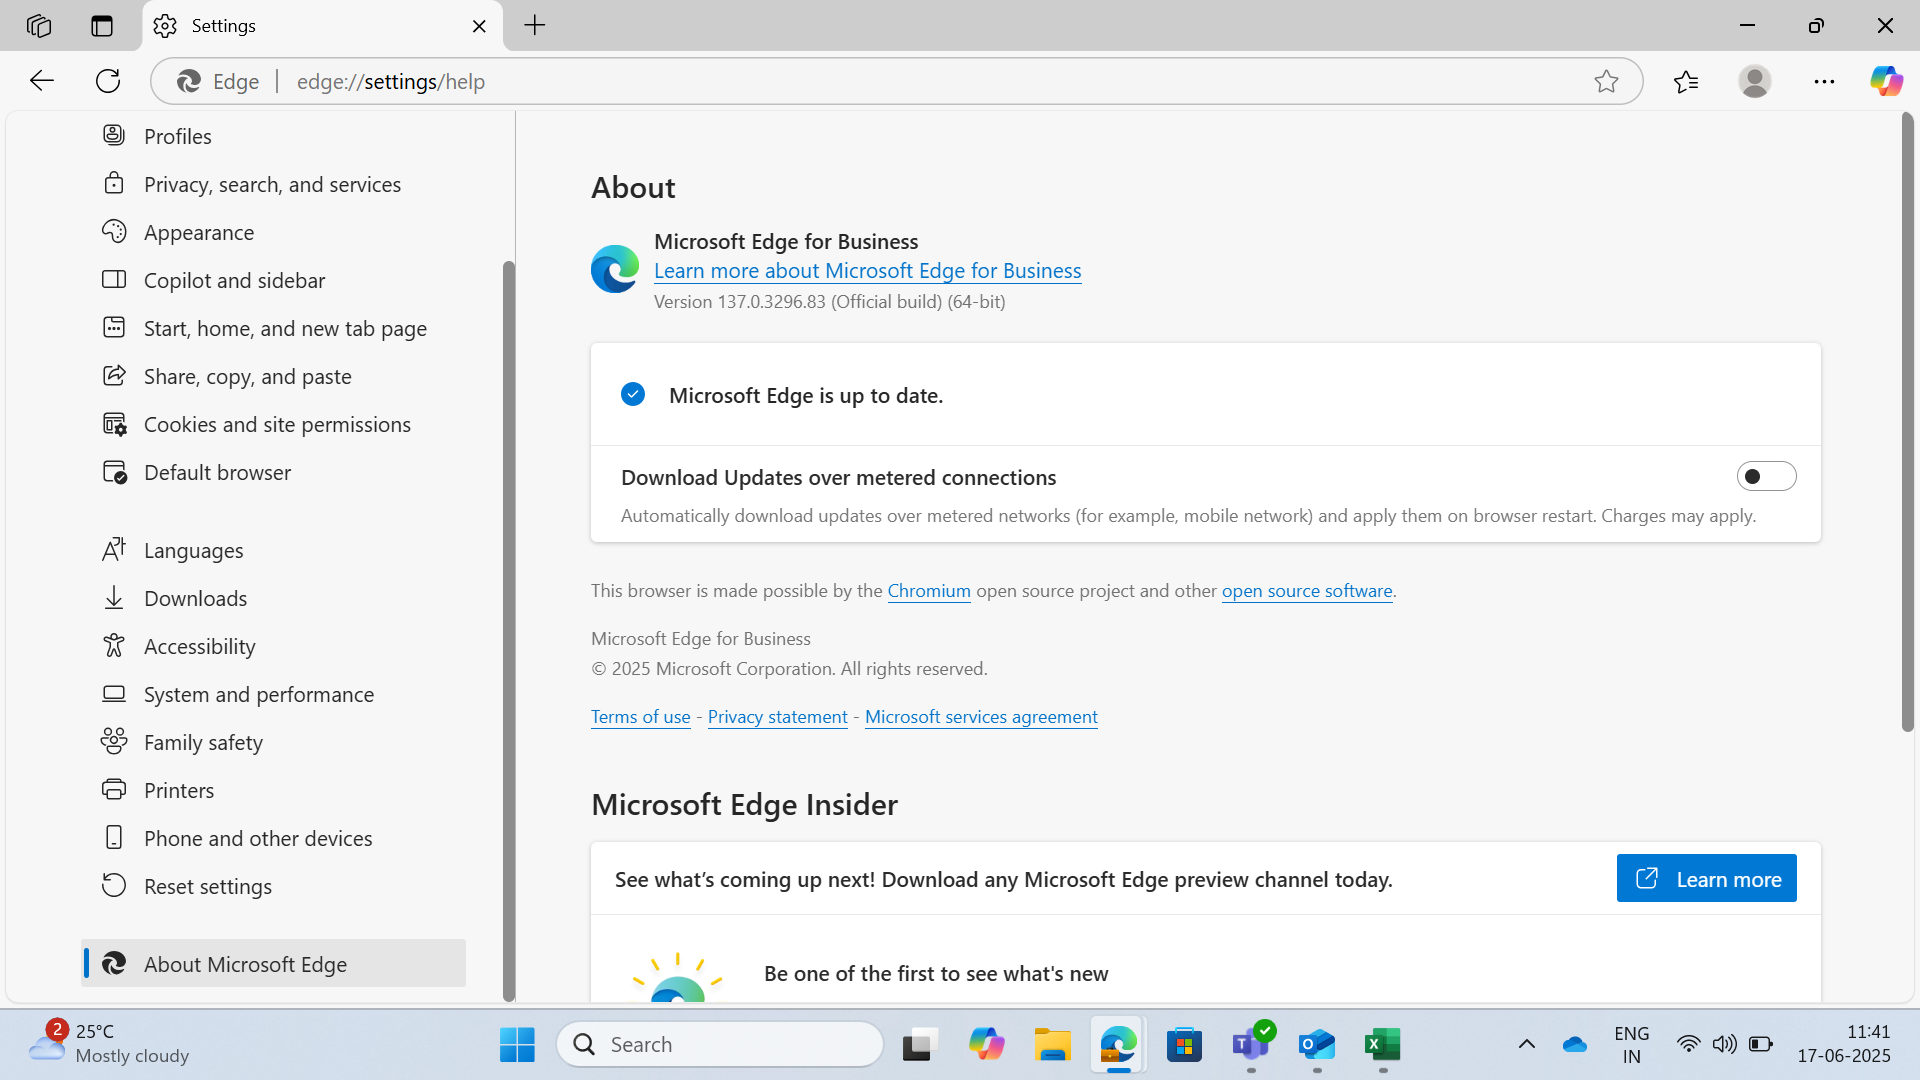 Settings
Edge
edge://settings/help
Profiles
Privacy, search, and services
Appearance
Copilot and sidebar
Start, home, and new tab page
Share, copy, and paste
Cookies and site permissions
Default browser
Languages
Downloads
Accessibility
System and performance
Family safety
Printers
Phone and other devices
Reset settings
About Microsoft Edge
About
Microsoft Edge for Business
Learn more about Microsoft Edge for Business
Version 137.0.3296.83 (Official build) (64-bit)
Microsoft Edge is up to date.
Download Updates over metered connections
Automatically download updates over metered networks (for example, mobile network) and apply them on browser restart. Charges may apply.
This browser is made possible by the Chromium open source project and other open source software.
Microsoft Edge for Business
© 2025 Microsoft Corporation. All rights reserved.
Terms of use - Privacy statement - Microsoft services agreement
Microsoft Edge Insider
See what’s coming up next! Download any Microsoft Edge preview channel today.
Learn more
Be one of the first to see what's new
2
25°C
Mostly cloudy
Search
ENG
IN
11:41
17-06-2025